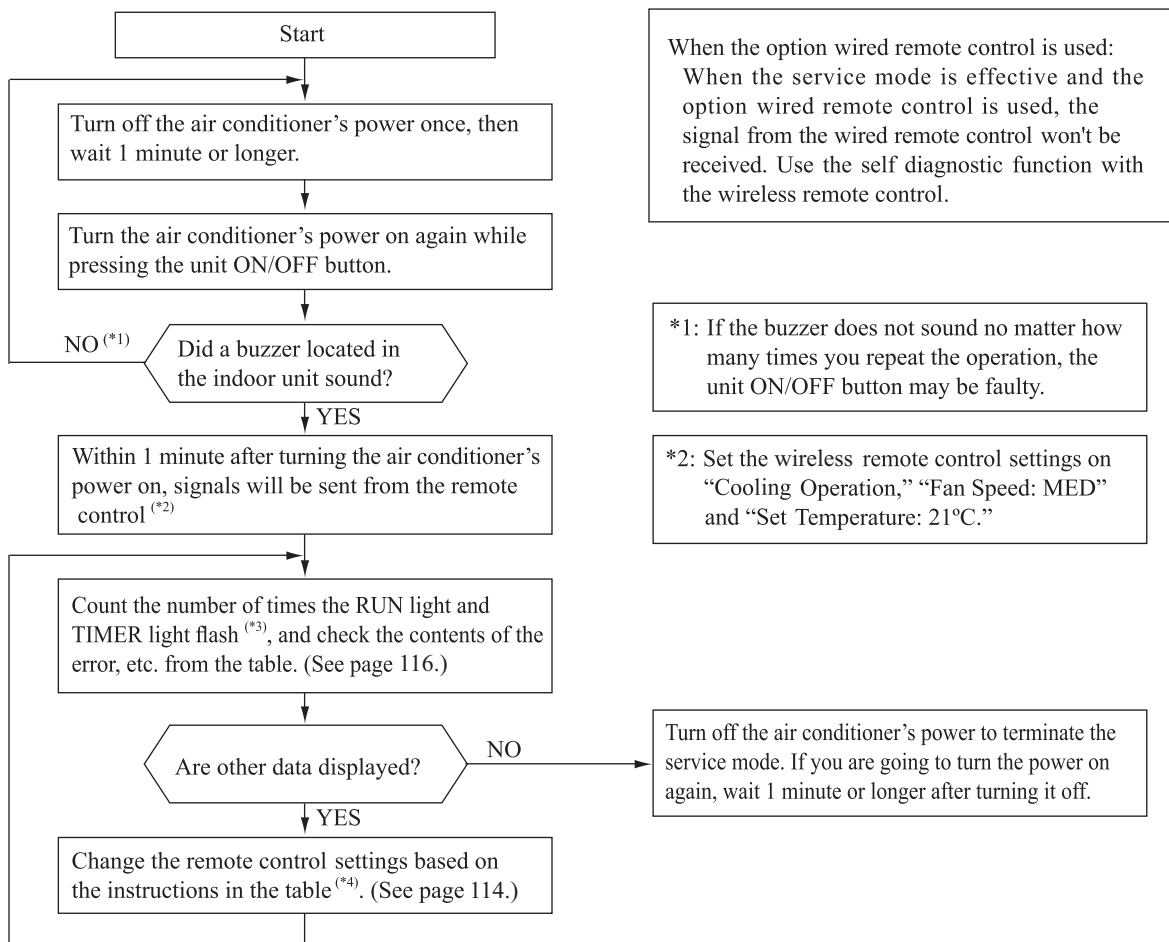 Start
Turn off the air conditioner's power once, then
wait 1 minute or longer.
Turn the air conditioner's power on again while
pressing the unit ON/OFF button.
NO (*1)
Did a buzzer located in
the indoor unit sound?
YES
Within 1 minute after turning the air conditioner's
power on, signals will be sent from the remote
control (*2)
Count the number of times the RUN light and
TIMER light flash (*3), and check the contents of the
error, etc. from the table. (See page 116.)
Are other data displayed?
NO
YES
Change the remote control settings based on
the instructions in the table (*4). (See page 114.)
When the option wired remote control is used:
When the service mode is effective and the
option wired remote control is used, the
signal from the wired remote control won't be
received. Use the self diagnostic function with
the wireless remote control.
*1: If the buzzer does not sound no matter how
many times you repeat the operation, the
unit ON/OFF button may be faulty.
*2: Set the wireless remote control settings on
“Cooling Operation,” “Fan Speed: MED”
and “Set Temperature: 21ºC.”
Turn off the air conditioner's power to terminate the
service mode. If you are going to turn the power on
again, wait 1 minute or longer after turning it off.